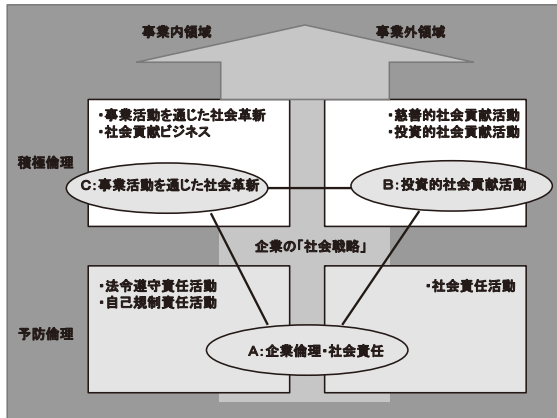 事業内領域
事業外領域
・事業活動を通じた社会革新
・社会貢献ビジネス
・慈善的社会貢献活動
・投資的社会貢献活動
積極倫理
C:事業活動を通じた社会革新
B:投資的社会貢献活動
企業の「社会戦略」
・法令遵守責任活動
・自己規制責任活動
・社会責任活動
予防倫理
A:企業倫理・社会責任